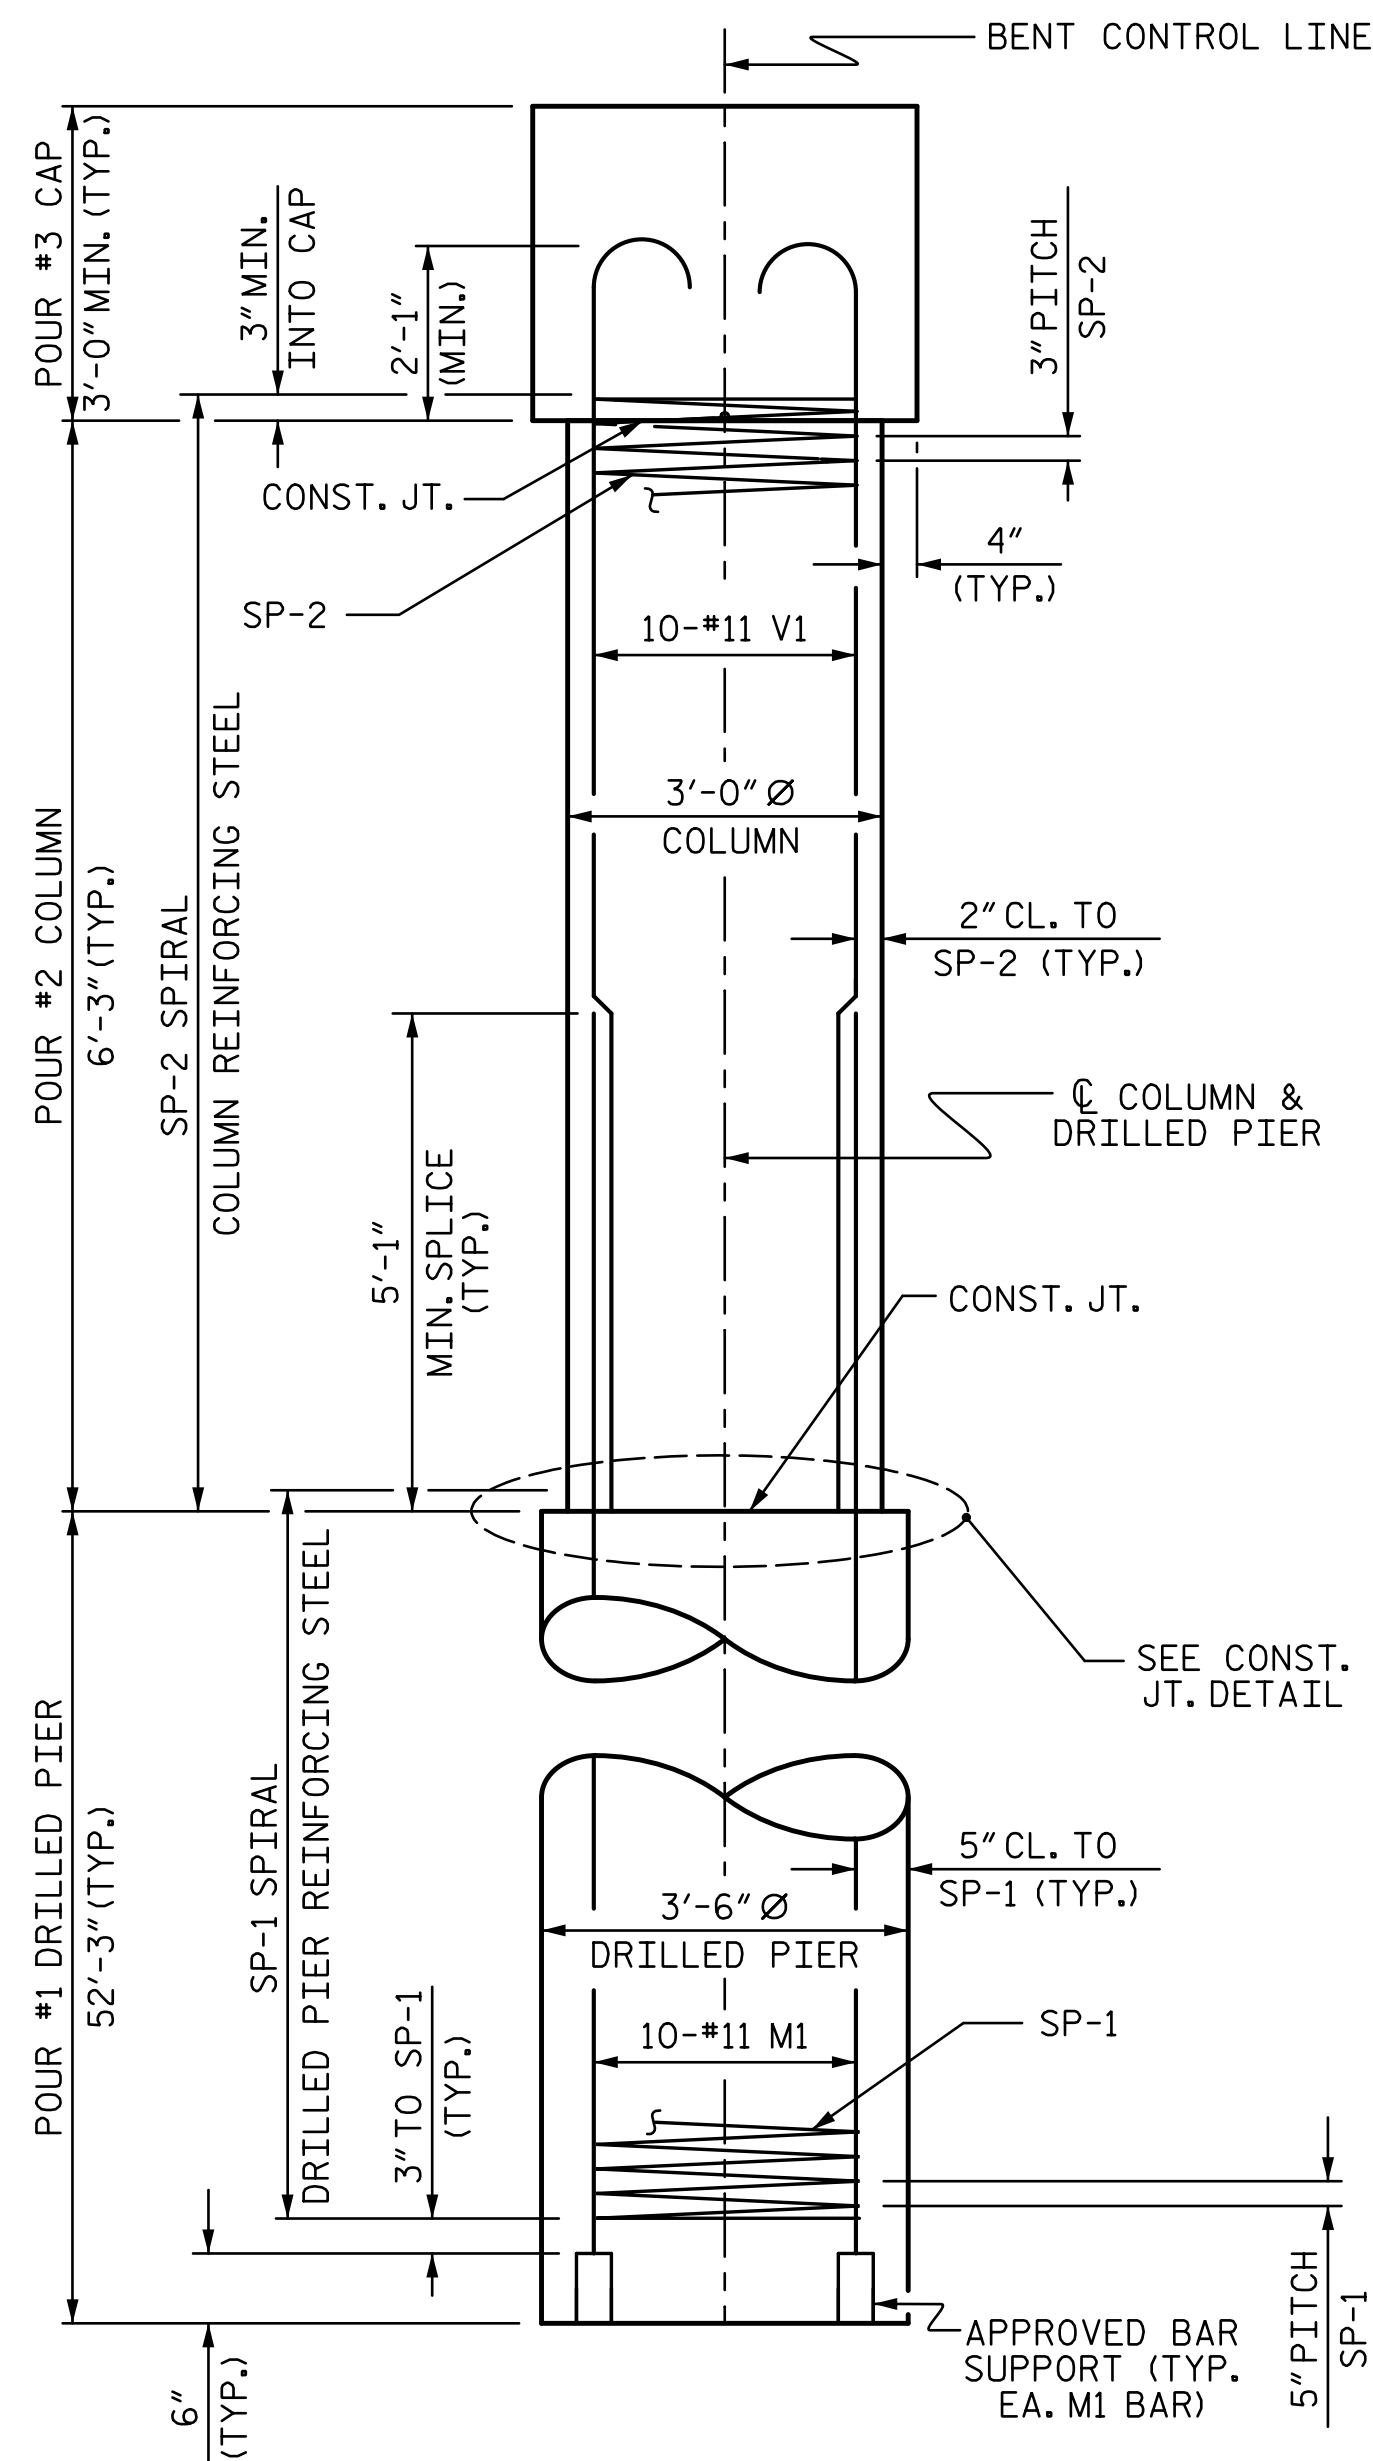 BENT CONTROL LINE
POUR #3 CAP
3'-0" MIN. (TYP.)
3" MIN.
INTO CAP
2'-1"
(MIN.)
3" PITCH
SP-2
CONST. JT.
4"
(TYP.)
SP-2
10-#11 V1
3'-0" Ø
COLUMN
POUR #2 COLUMN
6'-3" (TYP.)
SP-2 SPIRAL
COLUMN REINFORCING STEEL
2" CL. TO
SP-2 (TYP.)
℄ COLUMN &
DRILLED PIER
5'-1"
MIN. SPLICE
(TYP.)
CONST. JT.
SEE CONST.
JT. DETAIL
POUR #1 DRILLED PIER
52'-3" (TYP.)
SP-1 SPIRAL
DRILLED PIER REINFORCING STEEL
5" CL. TO
SP-1 (TYP.)
3'-6" Ø
DRILLED PIER
3" TO SP-1
(TYP.)
10-#11 M1
SP-1
5" PITCH
SP-1
APPROVED BAR
SUPPORT (TYP.
EA. M1 BAR)
6"
(TYP.)